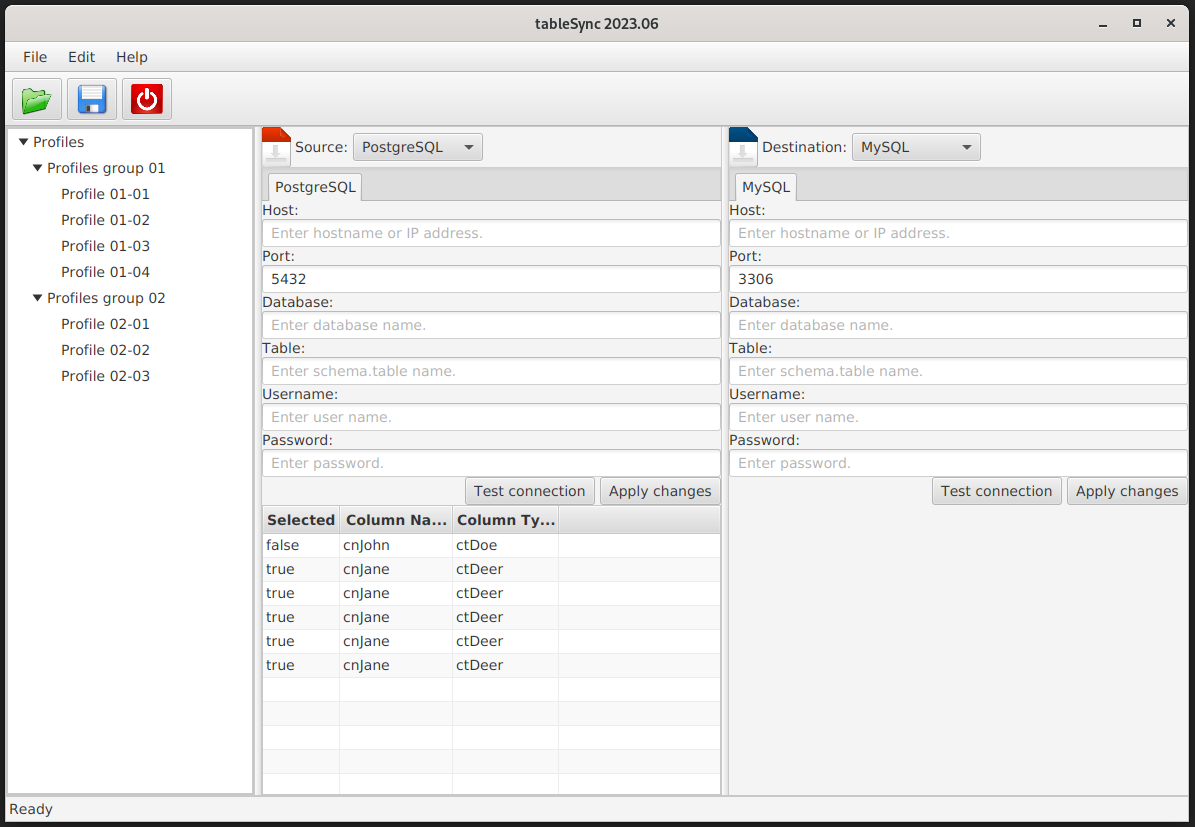 tableSync 2023.06
File Edit Help
Profiles
Profiles group 01
Profile 01-01
Profile 01-02
Profile 01-03
Profile 01-04
Profiles group 02
Profile 02-01
Profile 02-02
Profile 02-03
Source: PostgreSQL
PostgreSQL
Host:
Enter hostname or IP address.
Port:
5432
Database:
Enter database name.
Table:
Enter schema.table name.
Username:
Enter user name.
Password:
Enter password.
Test connection Apply changes
Selected Column Na... Column Ty...
false cnJohn ctDoe
true cnJane ctDeer
true cnJane ctDeer
true cnJane ctDeer
true cnJane ctDeer
true cnJane ctDeer
Destination: MySQL
MySQL
Host:
Enter hostname or IP address.
Port:
3306
Database:
Enter database name.
Table:
Enter schema.table name.
Username:
Enter user name.
Password:
Enter password.
Test connection Apply changes
Ready